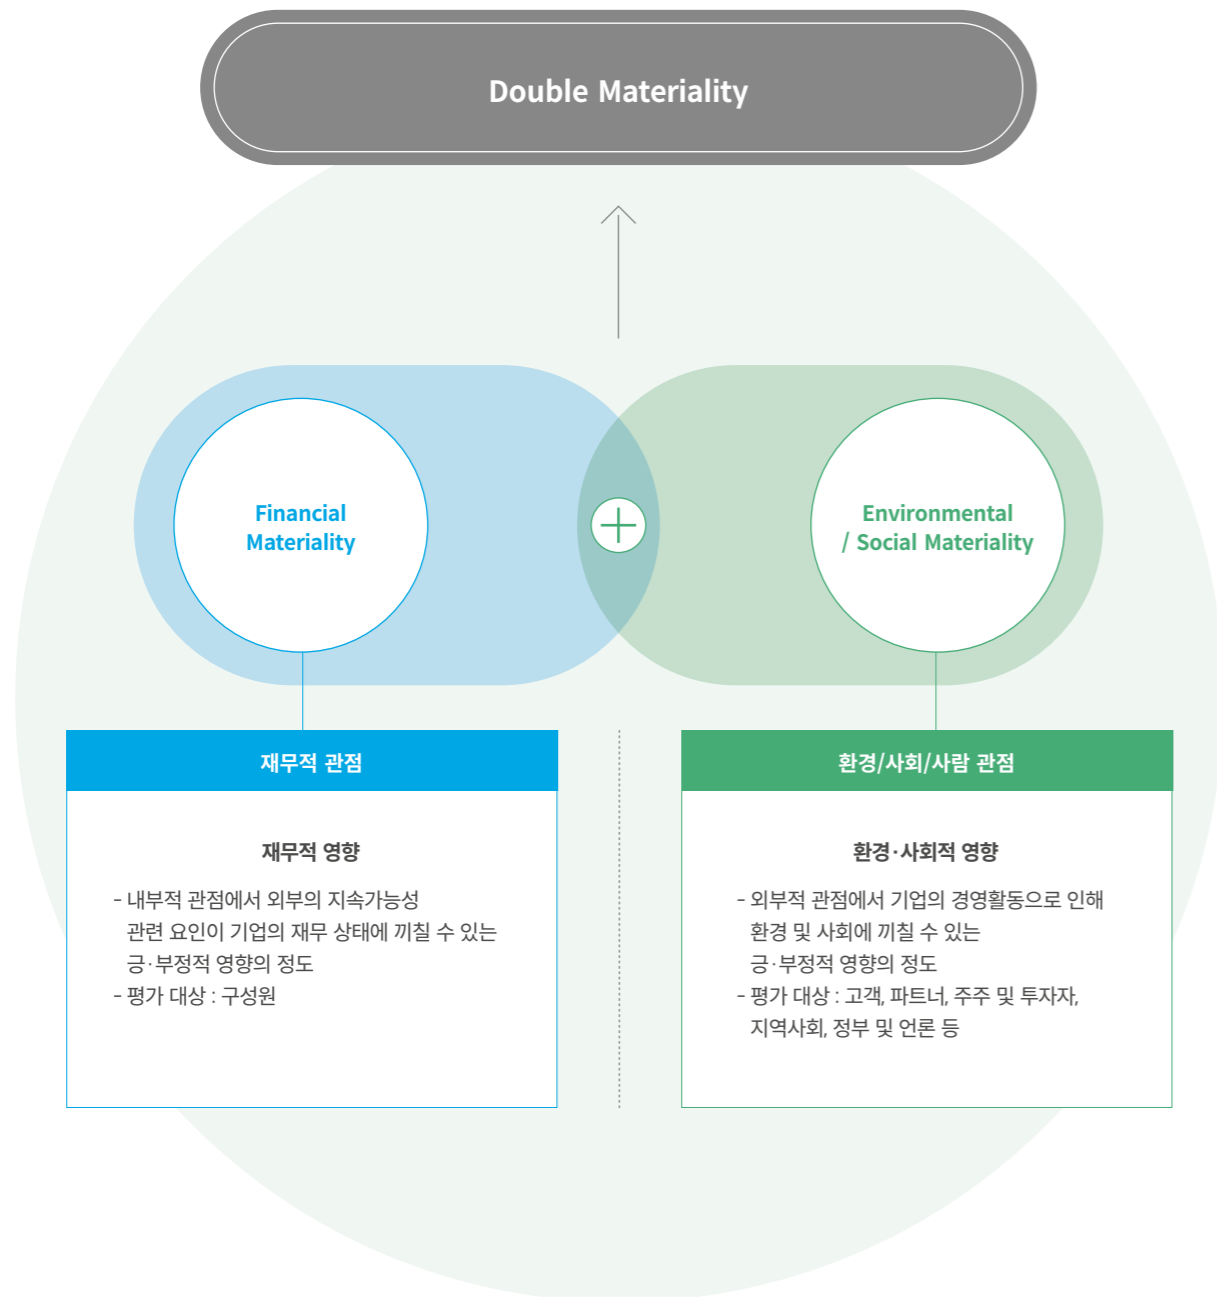 Double Materiality
Financial
Materiality
Environmental
/ Social Materiality
재무적 관점
재무적 영향
- 내부적 관점에서 외부의 지속가능성
관련 요인이 기업의 재무 상태에 끼칠 수 있는
긍·부정적 영향의 정도
- 평가 대상 : 구성원
환경/사회/사람 관점
환경·사회적 영향
- 외부적 관점에서 기업의 경영활동으로 인해
환경 및 사회에 끼칠 수 있는
긍·부정적 영향의 정도
- 평가 대상 : 고객, 파트너, 주주 및 투자자,
지역사회, 정부 및 언론 등